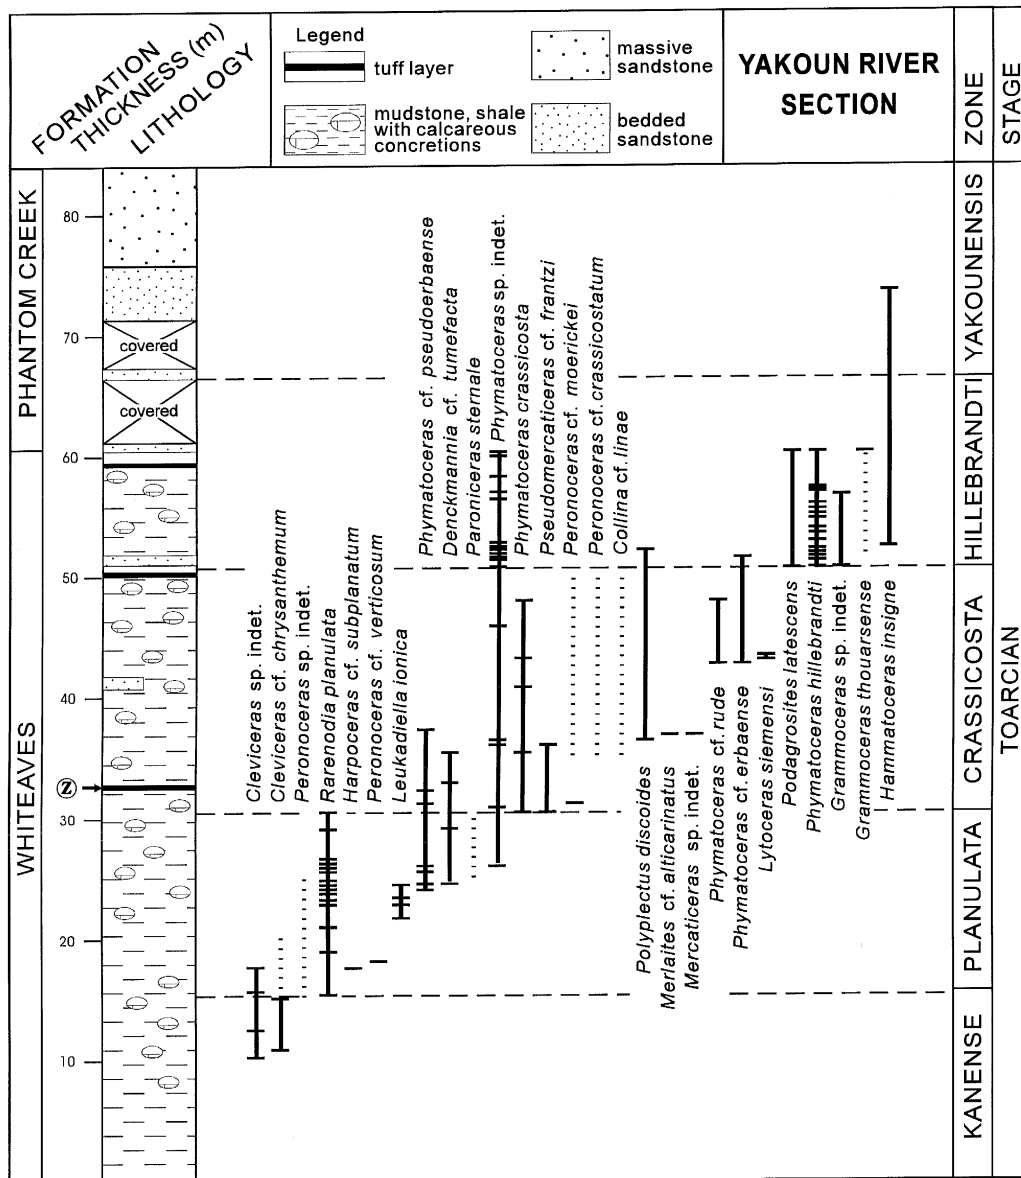 FORMATION
THICKNESS (m)
LITHOLOGY
Legend
tuff layer
mudstone, shale
with calcareous
concretions
massive
sandstone
bedded
sandstone
YAKOUN RIVER
SECTION
ZONE
STAGE
PHANTOM CREEK
WHITEAVES
80
70
60
50
40
30
20
10
covered
covered
Z
Cleviceras sp. indet.
Cleviceras cf. chrysanthemum
Peronoceras sp. indet.
Rarenodia planulata
Harpoceras cf. subplanatum
Peronoceras cf. verticosum
Leukadiella ionica
Phymatoceras cf. pseudoerbaense
Denckmannia cf. tumefacta
Paroniceras sternale
Phymatoceras sp. indet.
Phymatoceras crassicosta
Pseudomercaticeras cf. frantzi
Peronoceras cf. moerickei
Peronoceras cf. crassicostatum
Collina cf. linae
Polyplectus discoides
Merlaites cf. alticarinatus
Mercaticeras sp. indet.
Phymatoceras cf. rude
Phymatoceras cf. erbaense
Lytoceras siemensi
Podagrosites latescens
Phymatoceras hillebrandti
Grammoceras sp. indet.
Grammoceras thouarsense
Hammatoceras insigne
YAKOUNENSIS
HILLEBRANDTI
CRASSICOSTA
PLANULATA
KANENSE
TOARCIAN